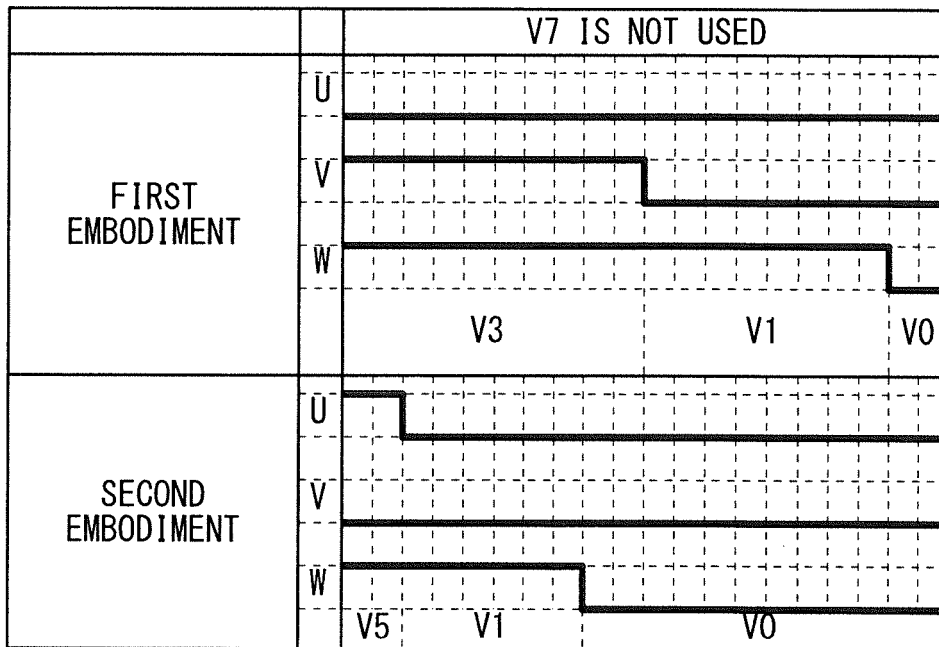 V7 IS NOT USED
FIRST
EMBODIMENT
U
V
W
V3 V1 V0
SECOND
EMBODIMENT
U
V
W
V5 V1 V0